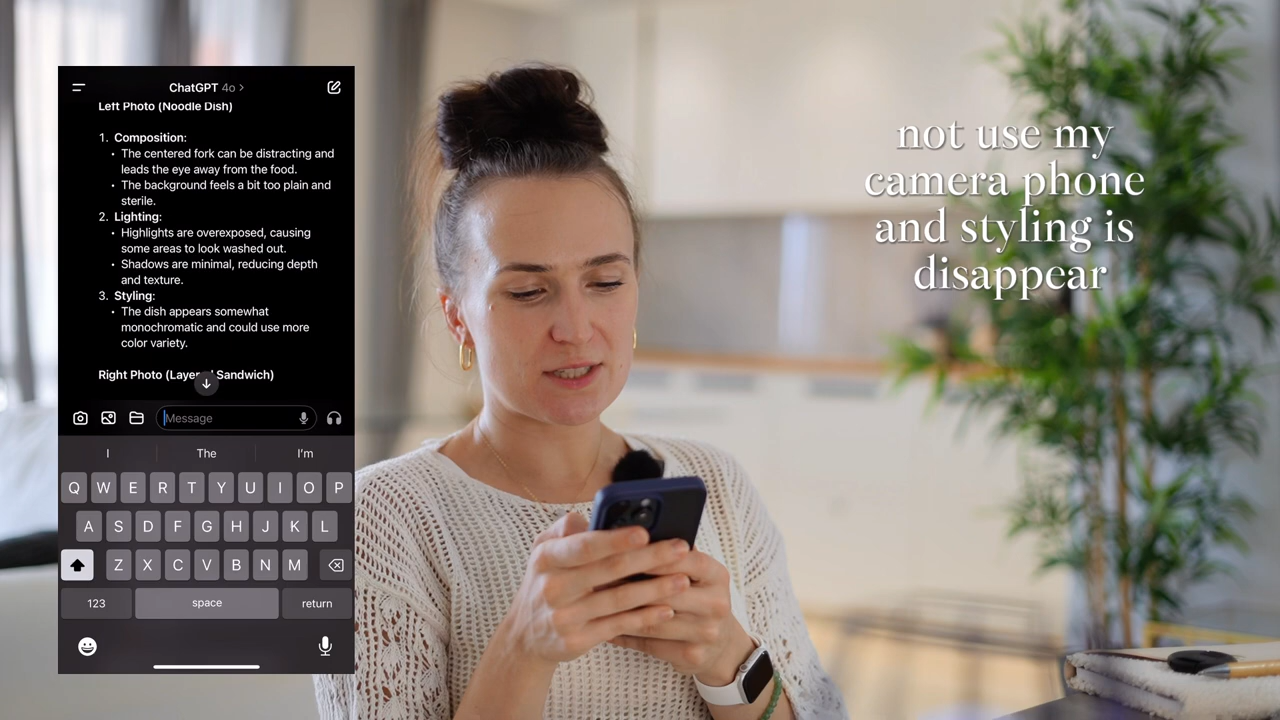 ChatGPT 4o >
Left Photo (Noodle Dish)
1. Composition:
• The centered fork can be distracting and
leads the eye away from the food.
• The background feels a bit too plain and
sterile.
2. Lighting:
• Highlights are overexposed, causing
some areas to look washed out.
• Shadows are minimal, reducing depth
and texture.
3. Styling:
• The dish appears somewhat
monochromatic and could use more
color variety.
Right Photo (Laye Sandwich)
Message
I The I'm
Q W E R T Y U I O P
A S D F G H J K L
Z X C V B N M
123 space return
not use my
camera phone
and styling is
disappear